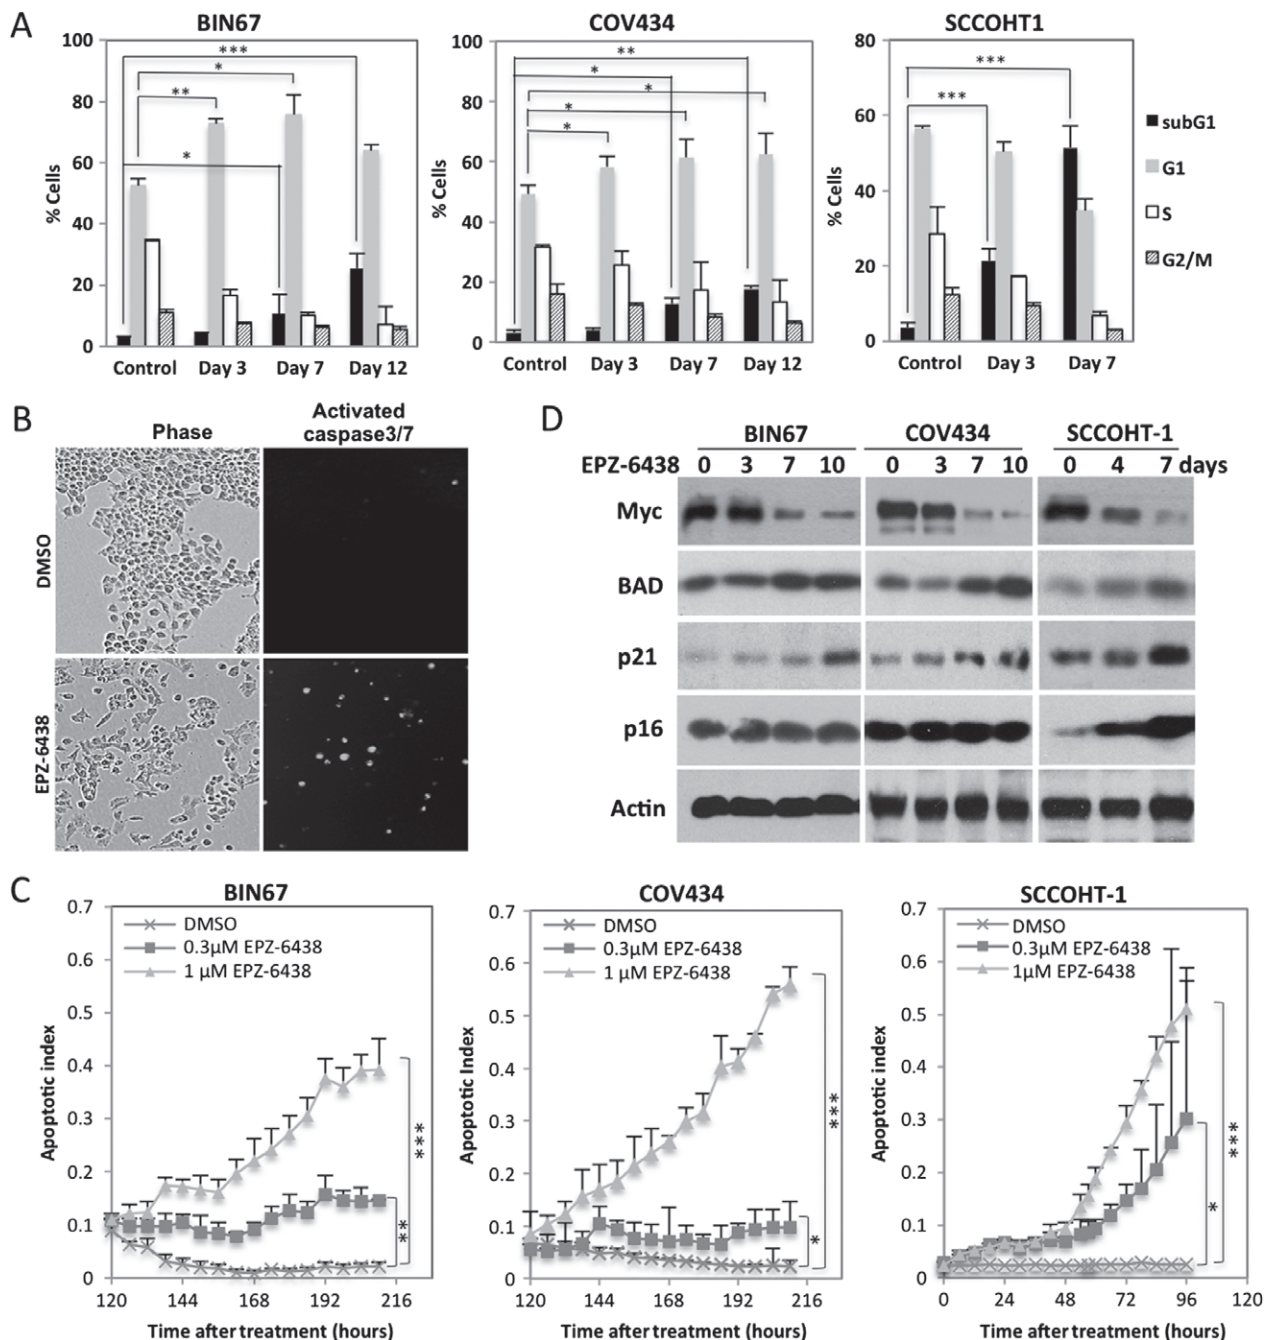 A
BIN67
COV434
SCCOHT1
% Cells
100
80
60
40
20
0
***
*
**
*
Control Day 3 Day 7 Day 12
% Cells
100
80
60
40
20
0
**
*
*
*
*
Control Day 3 Day 7 Day 12
% Cells
80
60
40
20
0
***
***
Control Day 3 Day 7
subG1
G1
S
G2/M
B
Phase
Activated
caspase3/7
DMSO
EPZ-6438
D
BIN67 COV434 SCCOHT-1
EPZ-6438 0 3 7 10 0 3 7 10 0 4 7 days
Myc
BAD
p21
p16
Actin
C
BIN67
Apoptotic index
0.7
0.6
0.5
0.4
0.3
0.2
0.1
0
DMSO
0.3µM EPZ-6438
1 µM EPZ-6438
***
**
120 144 168 192 216
Time after treatment (hours)
COV434
Apoptotic Index
0.7
0.6
0.5
0.4
0.3
0.2
0.1
0
DMSO
0.3µM EPZ-6438
1 µM EPZ-6438
***
*
120 144 168 192 216
Time after treatment (hours)
SCCOHT-1
Apoptotic index
0.7
0.6
0.5
0.4
0.3
0.2
0.1
0
DMSO
0.3µM EPZ-6438
1µM EPZ-6438
***
*
0 24 48 72 96 120
Time after treatment (hours)